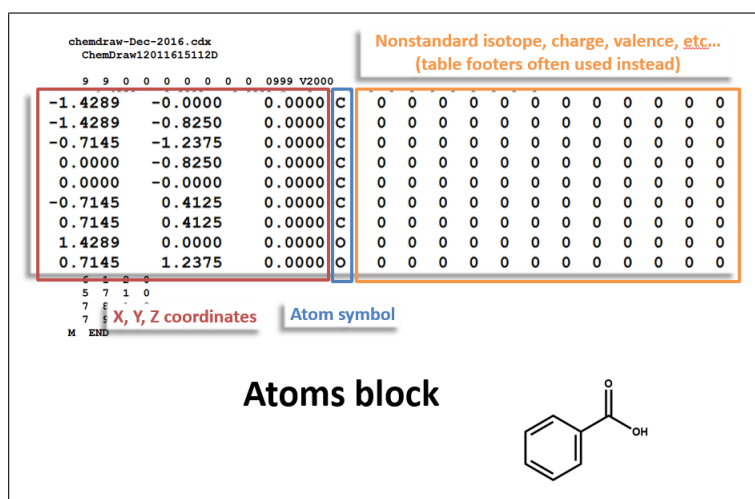 chemdraw-Dec-2016.cdx
ChemDraw12011615112D
Nonstandard isotope, charge, valence, etc...
(table footers often used instead)
9 9 0 0 0 0 0 0 0 0999 V2000
-1.4289 -0.0000 0.0000 C 0 0 0 0 0 0 0 0 0 0 0 0
-1.4289 -0.8250 0.0000 C 0 0 0 0 0 0 0 0 0 0 0 0
-0.7145 -1.2375 0.0000 C 0 0 0 0 0 0 0 0 0 0 0 0
0.0000 -0.8250 0.0000 C 0 0 0 0 0 0 0 0 0 0 0 0
0.0000 -0.0000 0.0000 C 0 0 0 0 0 0 0 0 0 0 0 0
-0.7145 0.4125 0.0000 C 0 0 0 0 0 0 0 0 0 0 0 0
0.7145 0.4125 0.0000 C 0 0 0 0 0 0 0 0 0 0 0 0
1.4289 0.0000 0.0000 O 0 0 0 0 0 0 0 0 0 0 0 0
0.7145 1.2375 0.0000 O 0 0 0 0 0 0 0 0 0 0 0 0
6 1 2 0
5 7 1 0
7
7
X, Y, Z coordinates
Atom symbol
M END
Atoms block
O
OH